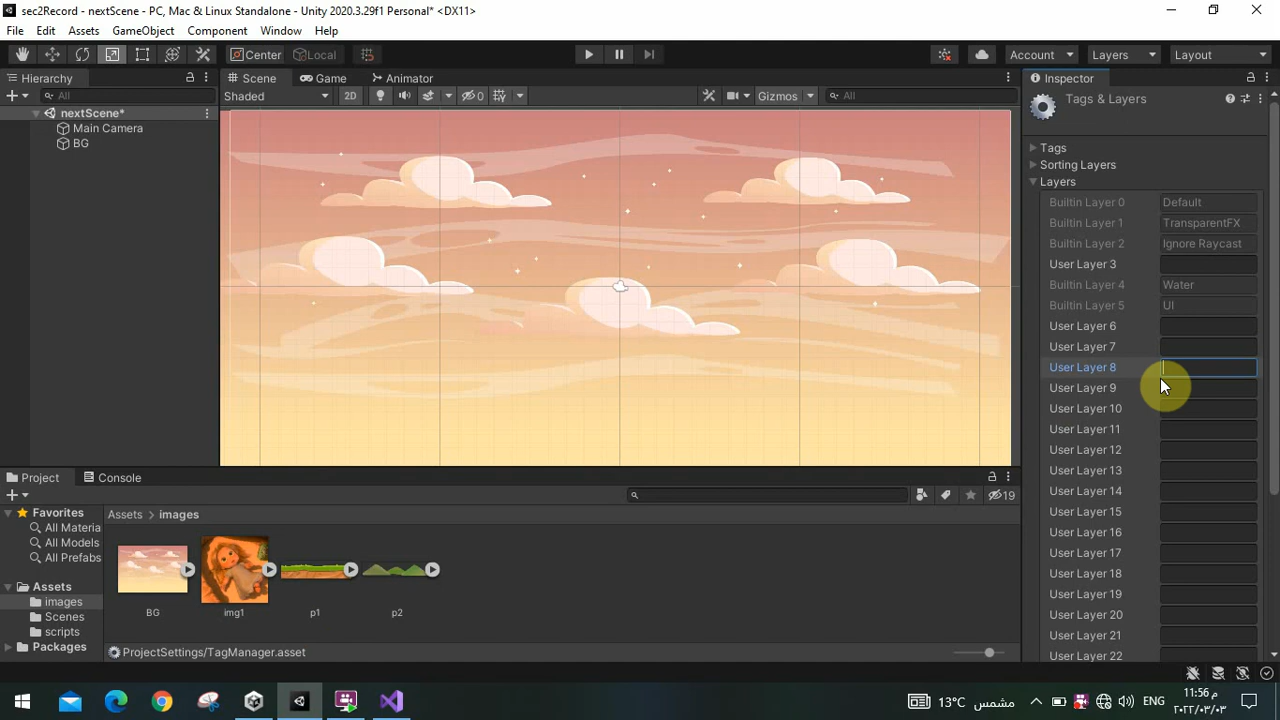 sec2Record - nextScene - PC, Mac & Linux Standalone - Unity 2020.3.29f1 Personal* <DX11>
File Edit Assets GameObject Component Window Help
Center Local Account Layers Layout
Hierarchy Scene Game Animator Inspector
All Shaded 2D 0 Gizmos All Tags & Layers
nextScene*
Main Camera
BG
Tags
Sorting Layers
Layers
Builtin Layer 0 Default
Builtin Layer 1 TransparentFX
Builtin Layer 2 Ignore Raycast
User Layer 3
Builtin Layer 4 Water
Builtin Layer 5 UI
User Layer 6
User Layer 7
User Layer 8
User Layer 9
User Layer 10
User Layer 11
User Layer 12
User Layer 13
User Layer 14
User Layer 15
User Layer 16
User Layer 17
User Layer 18
User Layer 19
User Layer 20
User Layer 21
User Layer 22
Project Console
19
Favorites
All Materia
All Models
All Prefabs
Assets
images
Scenes
scripts
Packages
Assets > images
BG img1 p1 p2
ProjectSettings/TagManager.asset
13°C مشمس ENG
11:56 م
٢٠٢٢/٠٣/٠٣